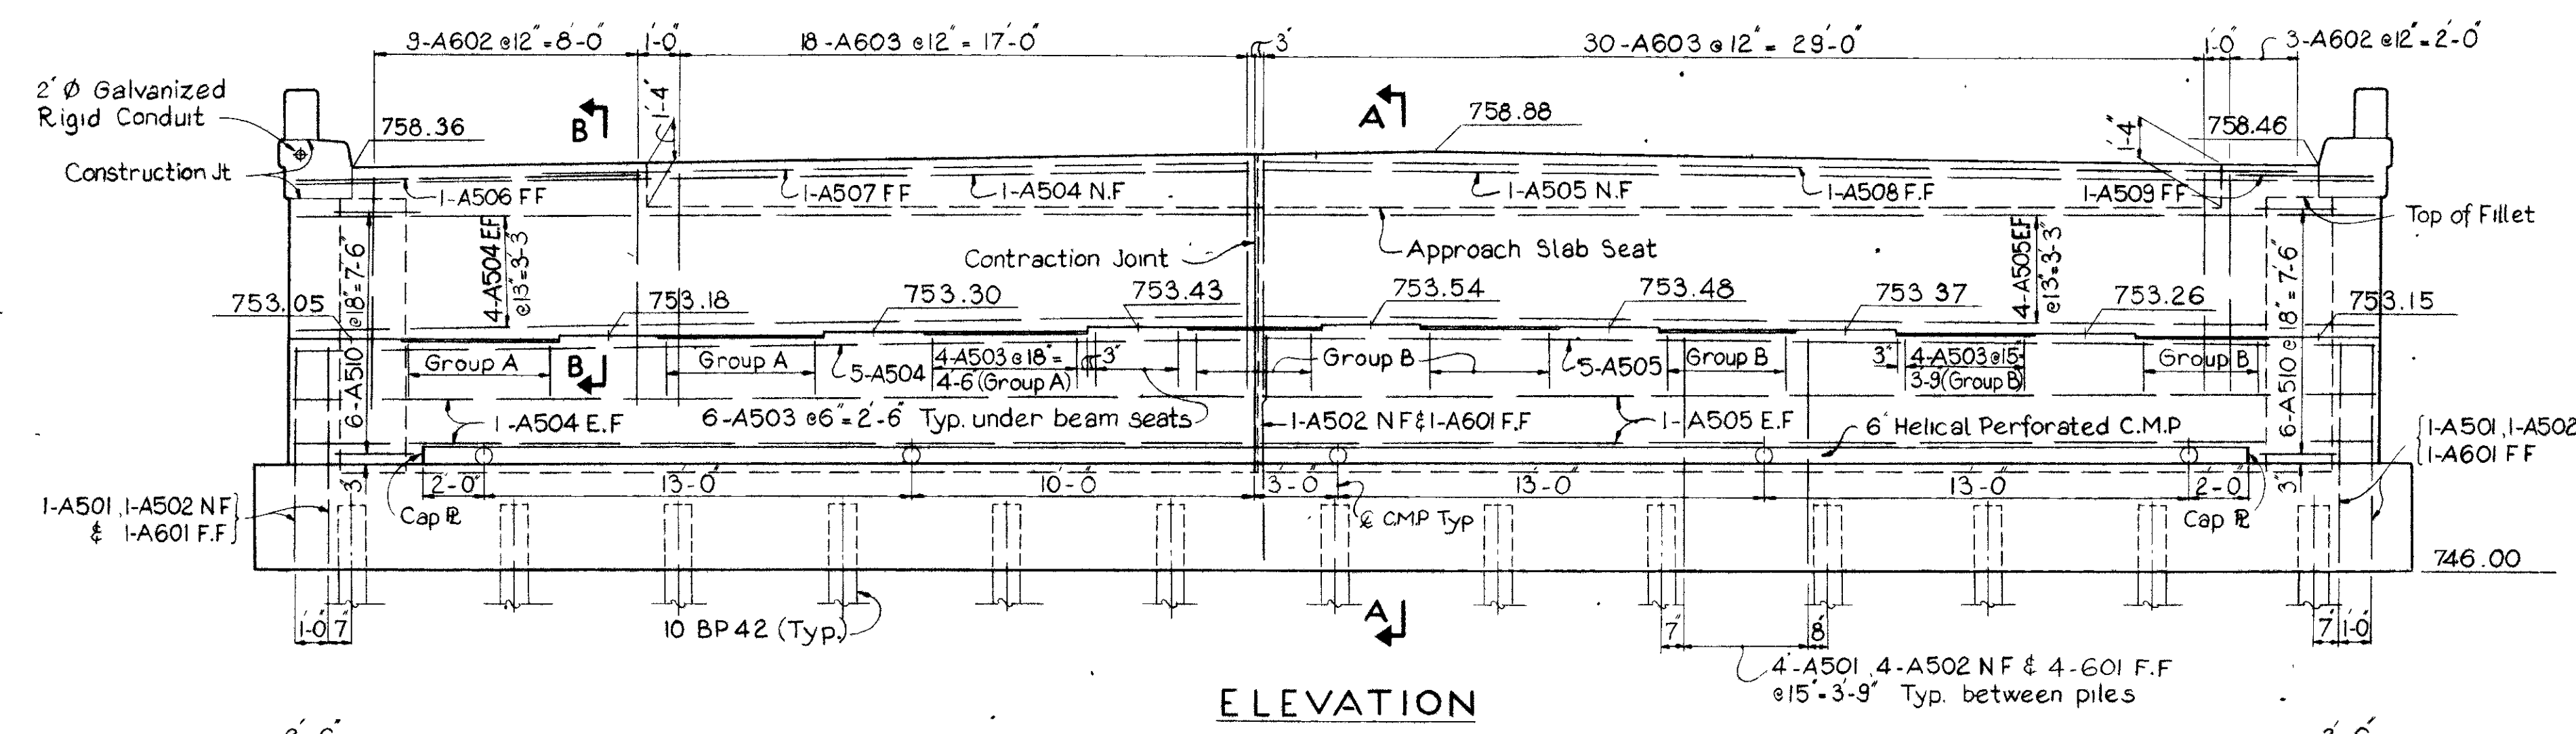 9-A602 @12"=8'-0"
1'-0"
18-A603 @12" = 17'-0"
3"
30-A603 @12" = 29'-0"
1'-0"
3-A602 @12"=2'-0"
2" Ø Galvanized
Rigid Conduit
758.36
B
1'-4"
A
758.88
1'-4"
758.46
Construction Jt
1-A506 FF
1-A507 FF
1-A504 N.F
1-A505 N.F
1-A508 F.F
1-A509 FF
Top of Fillet
4-A504 E.F
@13"=3'-3"
Contraction Joint
Approach Slab Seat
4-A505 E.F
@13"=3'-3"
753.05
753.18
753.30
753.43
753.54
753.48
753 37
753.26
753.15
6-A510 @18"=7'-6"
Group A
B
Group A
5-A504
4-A503 @18"=
4'-6"(Group A)
3"
Group B
5-A505
Group B
3"
4-A503 @15"=
3'-9"(Group B)
Group B
6-A510 @18"=7'-6"
1-A504 E.F
6-A503 @6"=2'-6" Typ. under beam seats
1-A502 NF & 1-A601 F.F
1-A505 E.F
6" Helical Perforated C.M.P
1-A501, 1-A502
1-A601 FF
3"
2'-0"
13'-0"
10'-0"
3'-0"
13'-0"
13'-0"
2'-0"
3"
1-A501, 1-A502 NF
& 1-A601 F.F
Cap PL
CL C.M.P Typ
Cap PL
746.00
1'-0"
7"
10 BP 42 (Typ.)
A
7"
8"
7"
1'-0"
4-A501, 4-A502 NF & 4-601 F.F
@15"=3'-9" Typ. between piles
ELEVATION